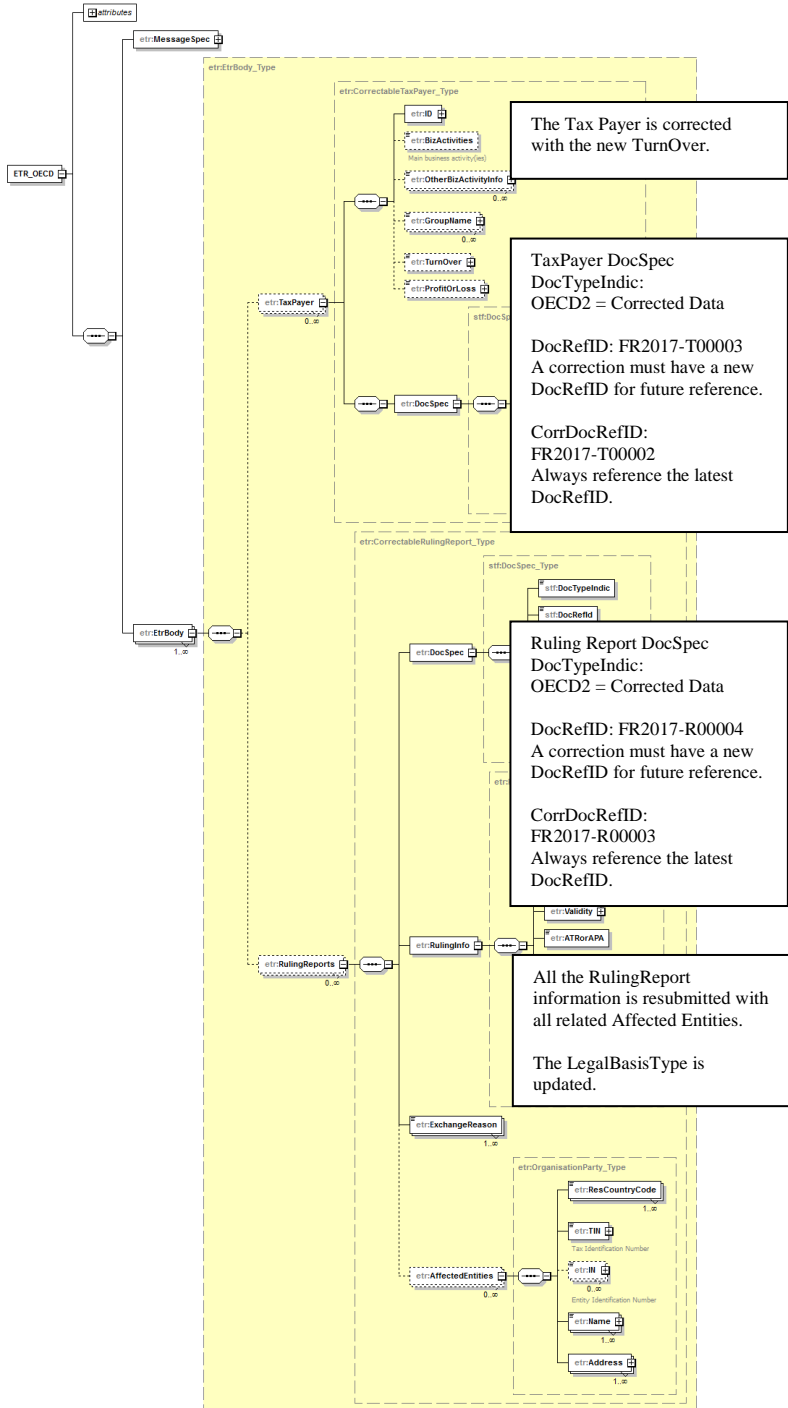 attributes
etr:MessageSpec
etr:EtrBody_Type
etr:CorrectableTaxPayer_Type
etr:ID
etr:BizActivities
Main business activity(ies)
etr:OtherBizActivityInfo
0..∞
etr:GroupName
0..∞
etr:TurnOver
etr:ProfitOrLoss
The Tax Payer is corrected
with the new TurnOver.
ETR_OECD
etr:TaxPayer
0..∞
etr:DocSpec
TaxPayer DocSpec
DocTypeIndic:
OECD2 = Corrected Data
DocRefID: FR2017-T00003
A correction must have a new
DocRefID for future reference.
CorrDocRefID:
FR2017-T00002
Always reference the latest
DocRefID.
etr:CorrectableRulingReport_Type
stf:DocSpec_Type
stf:DocTypeIndic
stf:DocRefId
etr:EtrBody
1..∞
etr:DocSpec
Ruling Report DocSpec
DocTypeIndic:
OECD2 = Corrected Data
DocRefID: FR2017-R00004
A correction must have a new
DocRefID for future reference.
CorrDocRefID:
FR2017-R00003
Always reference the latest
DocRefID.
etr:Validity
etr:ATRorAPA
etr:RulingInfo
etr:RulingReports
0..∞
All the RulingReport
information is resubmitted with
all related Affected Entities.
The LegalBasisType is
updated.
etr:ExchangeReason
1..∞
etr:OrganisationParty_Type
etr:ResCountryCode
1..∞
etr:TIN
Tax Identification Number
etr:IN
0..∞
Entity Identification Number
etr:Name
1..∞
etr:Address
1..∞
etr:AffectedEntities
0..∞